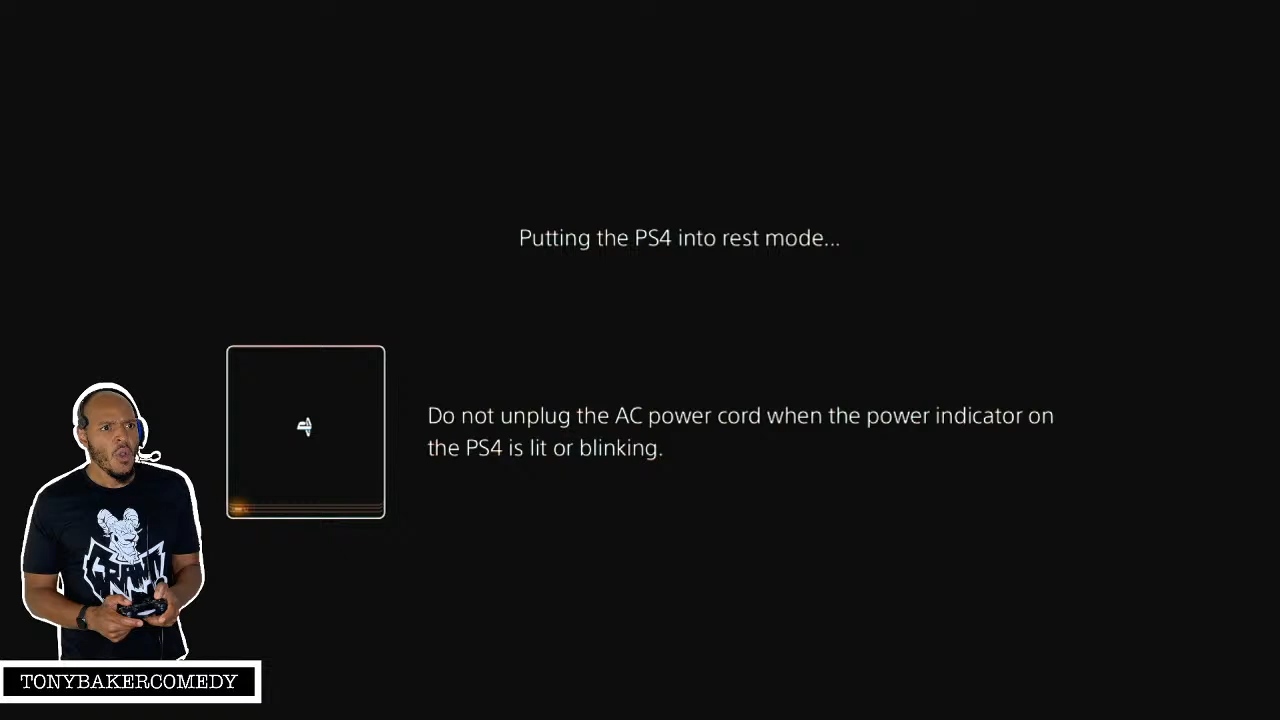 Putting the PS4 into rest mode...
Do not unplug the AC power cord when the power indicator on
the PS4 is lit or blinking.
TONYBAKERCOMEDY